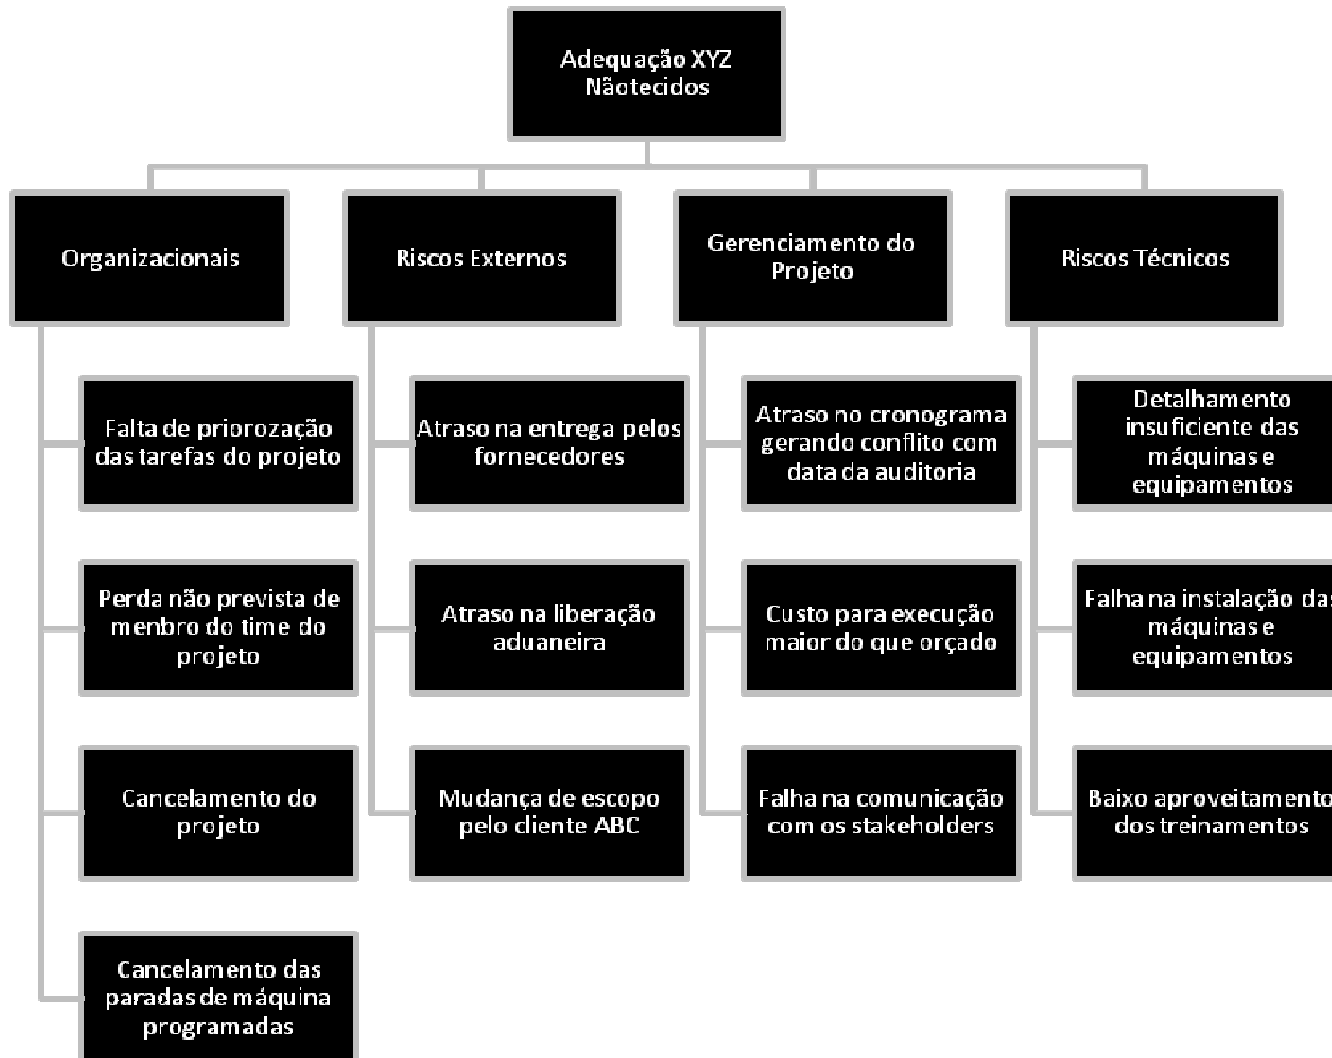 Adequação XYZ
Nãotecidos
Organizacionais
Riscos Externos
Gerenciamento do
Projeto
Riscos Técnicos
Falta de priorozação
das tarefas do projeto
Atraso na entrega pelos
fornecedores
Atraso no cronograma
gerando conflito com
data da auditoria
Detalhamento
insuficiente das
máquinas e
equipamentos
Perda não prevista de
menbro do time do
projeto
Atraso na liberação
aduaneira
Custo para execução
maior do que orçado
Falha na instalação das
máquinas e
equipamentos
Cancelamento do
projeto
Mudança de escopo
pelo cliente ABC
Falha na comunicação
com os stakeholders
Baixo aproveitamento
dos treinamentos
Cancelamento das
paradas de máquina
programadas